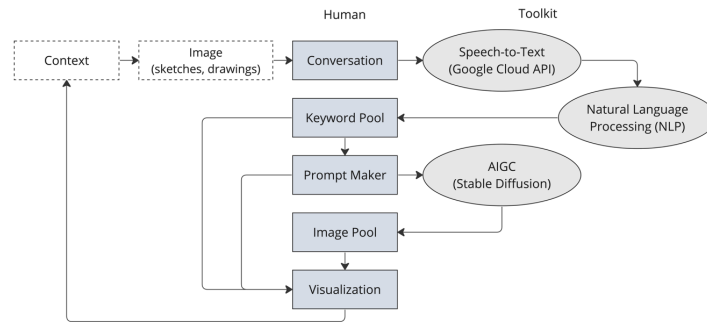 Human
Toolkit
Context
Image
(sketches, drawings)
Conversation
Speech-to-Text
(Google Cloud API)
Natural Language
Processing (NLP)
Keyword Pool
Prompt Maker
AIGC
(Stable Diffusion)
Image Pool
Visualization